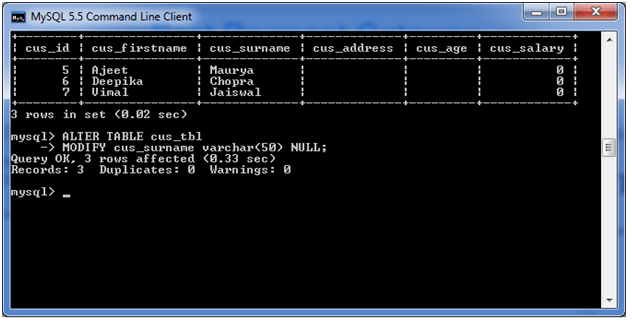 MySQL 5.5 Command Line Client
| cus_id | cus_firstname | cus_surname | cus_address | cus_age | cus_salary |
| 5 | Ajeet | Maurya | | | 0 |
| 6 | Deepika | Chopra | | | 0 |
| 7 | Vimal | Jaiswal | | | 0 |
3 rows in set (0.02 sec)
mysql> ALTER TABLE cus_tbl
-> MODIFY cus_surname varchar(50) NULL;
Query OK, 3 rows affected (0.33 sec)
Records: 3 Duplicates: 0 Warnings: 0
mysql> _